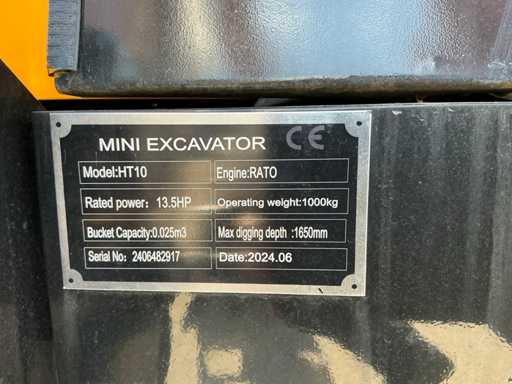 MINI EXCAVATOR CE
Model:HT10 Engine:RATO
Rated power: 13.5HP Operating weight:1000kg
Bucket Capacity:0.025m3 Max digging depth :1650mm
Serial No: 2406482917 Date:2024.06